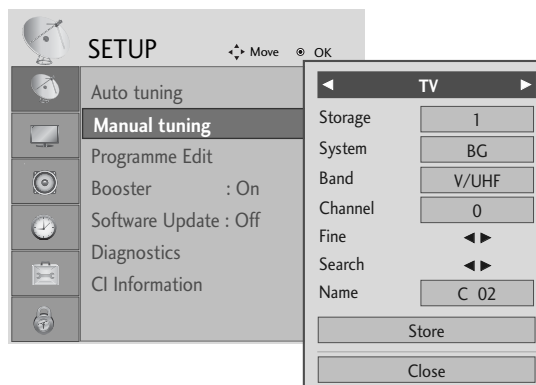 SETUP Move OK
Auto tuning
Manual tuning
Programme Edit
Booster : On
Software Update : Off
Diagnostics
CI Information
◄ TV ►
Storage 1
System BG
Band V/UHF
Channel 0
Fine ◄ ►
Search ◄ ►
Name C 02
Store
Close